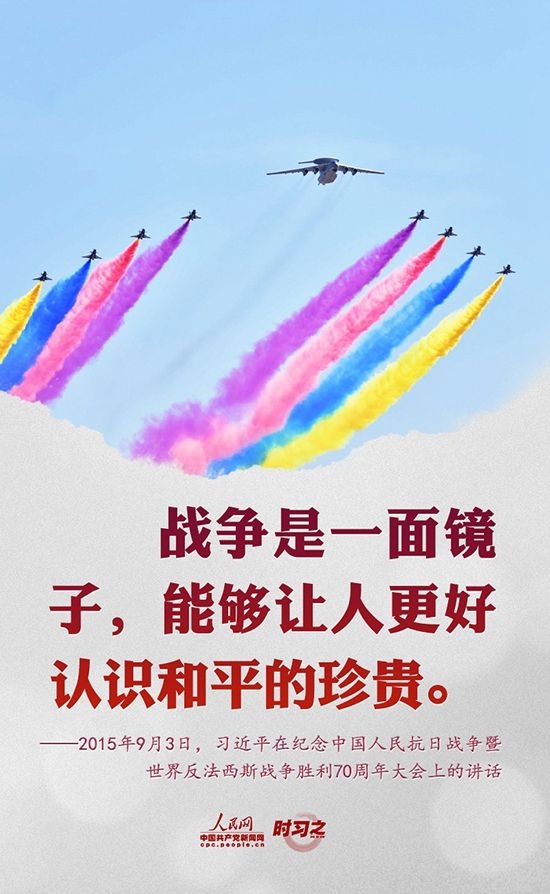 战争是一面镜
子，能够让人更好
认识和平的珍贵。
——2015年9月3日，习近平在纪念中国人民抗日战争暨
世界反法西斯战争胜利70周年大会上的讲话
人民网 时习之
中国共产党新闻网
cpc.people.com.cn